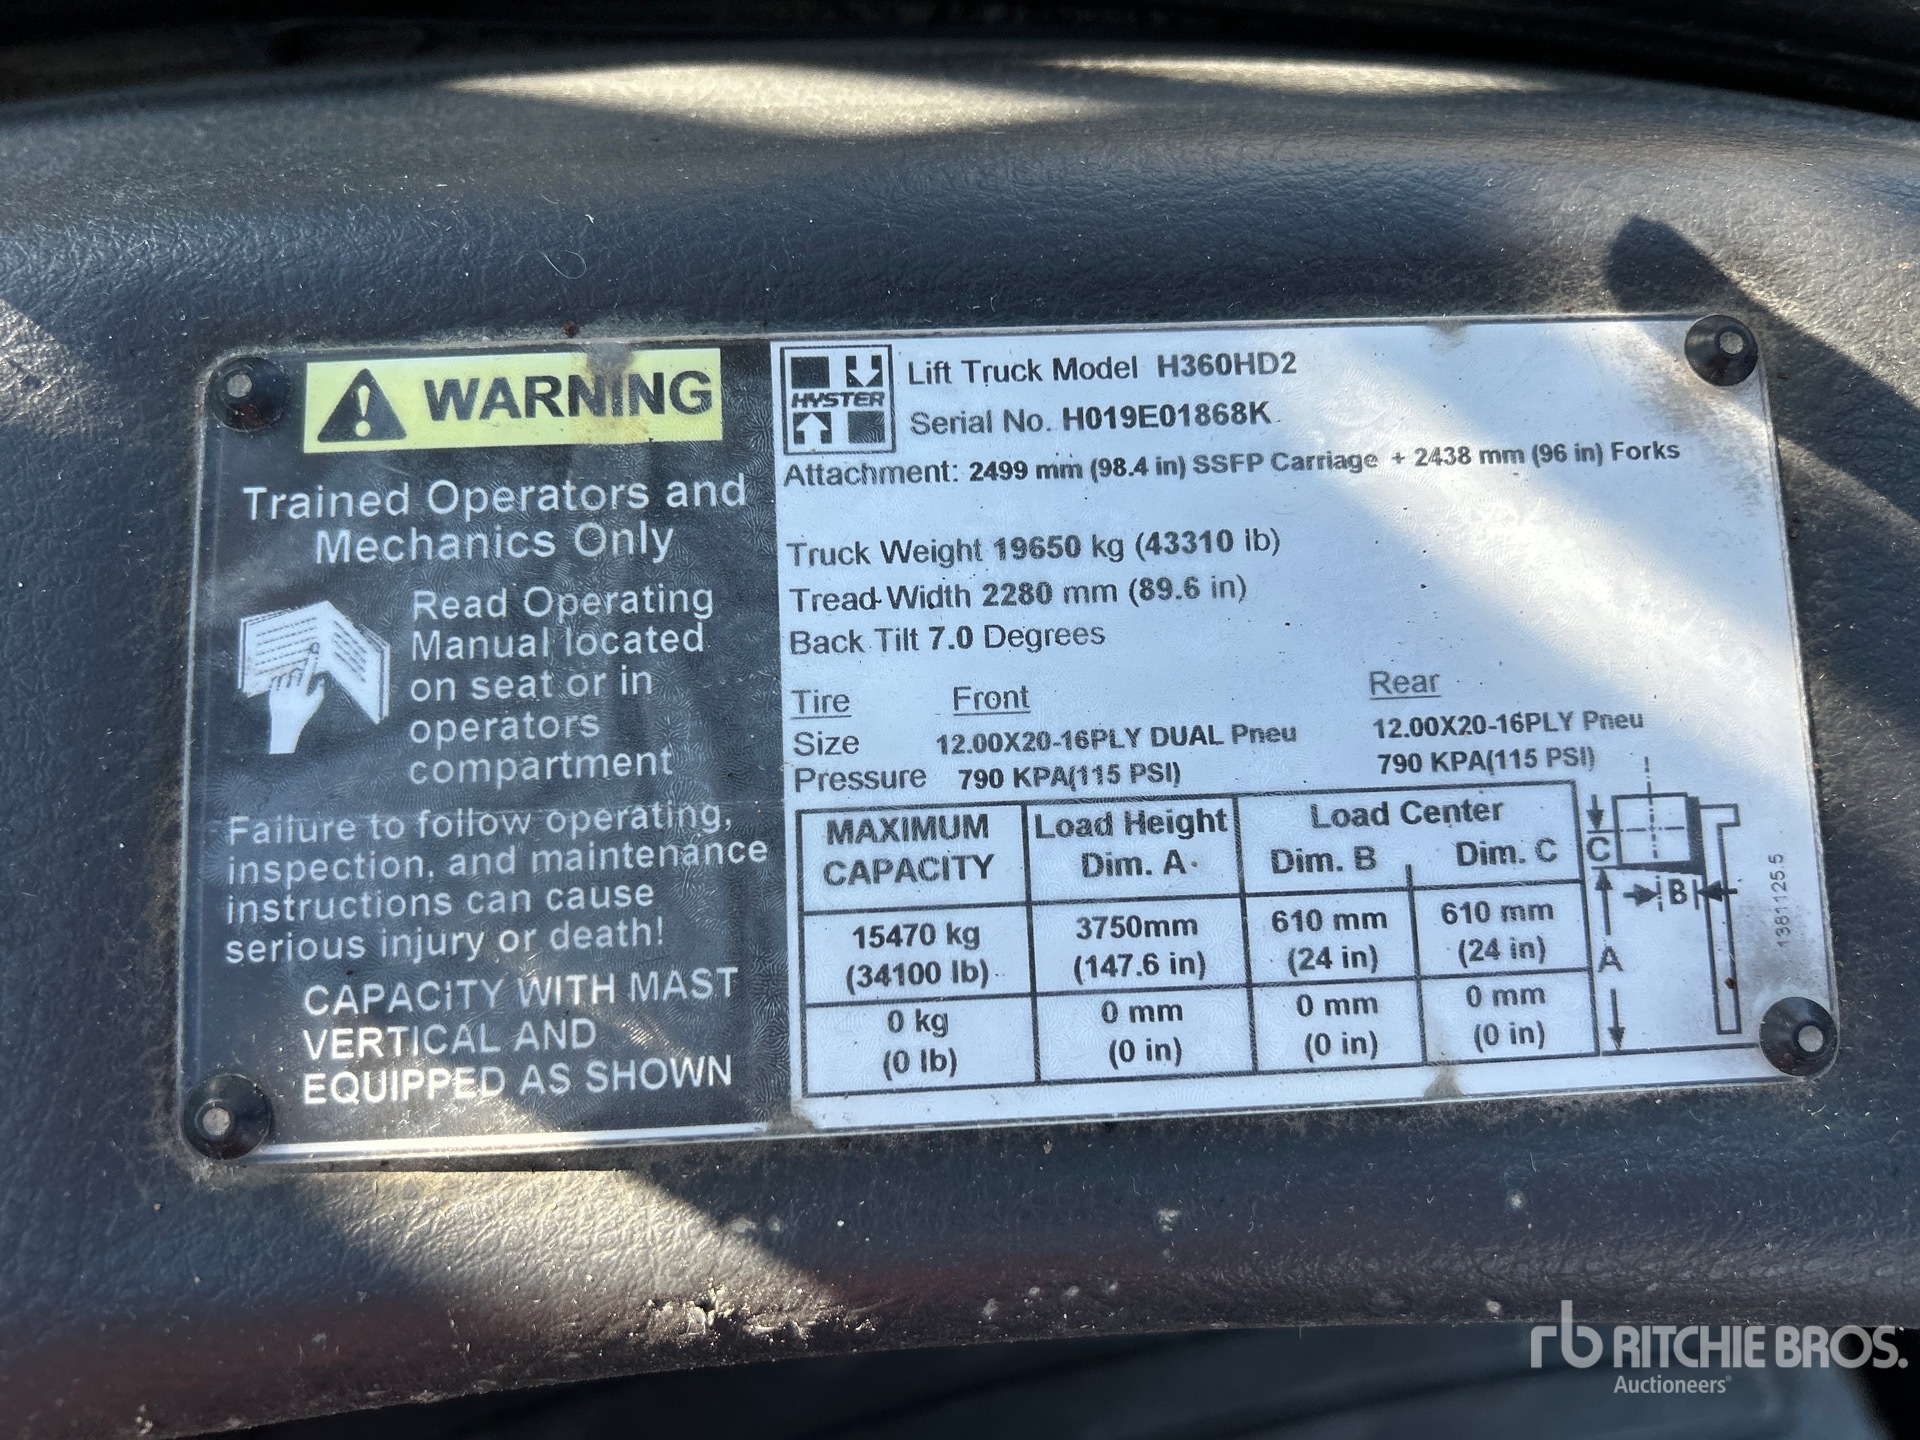 WARNING
Trained Operators and
Mechanics Only
Read Operating
Manual located
on seat or in
operators
compartment
Failure to follow operating,
inspection, and maintenance
instructions can cause
serious injury or death!
CAPACITY WITH MAST
VERTICAL AND
EQUIPPED AS SHOWN
HYSTER
Lift Truck Model H360HD2
Serial No. H019E01868K
Attachment: 2499 mm (98.4 in) SSFP Carriage + 2438 mm (96 in) Forks
Truck Weight 19650 kg (43310 lb)
Tread Width 2280 mm (89.6 in)
Back Tilt 7.0 Degrees
Tire Front Rear
Size 12.00X20-16PLY DUAL Pneu 12.00X20-16PLY Pneu
Pressure 790 KPA(115 PSI) 790 KPA(115 PSI)
MAXIMUM Load Height Load Center
CAPACITY Dim. A Dim. B Dim. C
15470 kg 3750mm 610 mm 610 mm
(34100 lb) (147.6 in) (24 in) (24 in)
0 kg 0 mm 0 mm 0 mm
(0 lb) (0 in) (0 in) (0 in)
C
B
A
13811255
rb RITCHIE BROS.
Auctioneers